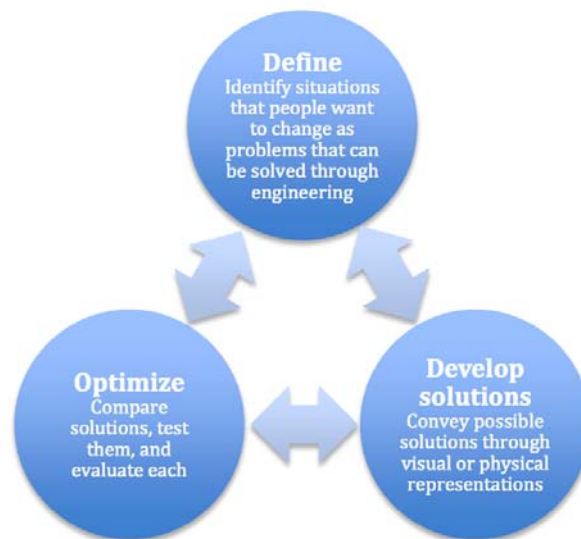 Define
Identify situations
that people want
to change as
problems that can
be solved through
engineering
Optimize
Compare
solutions, test
them, and
evaluate each
Develop
solutions
Convey possible
solutions through
visual or physical
representations